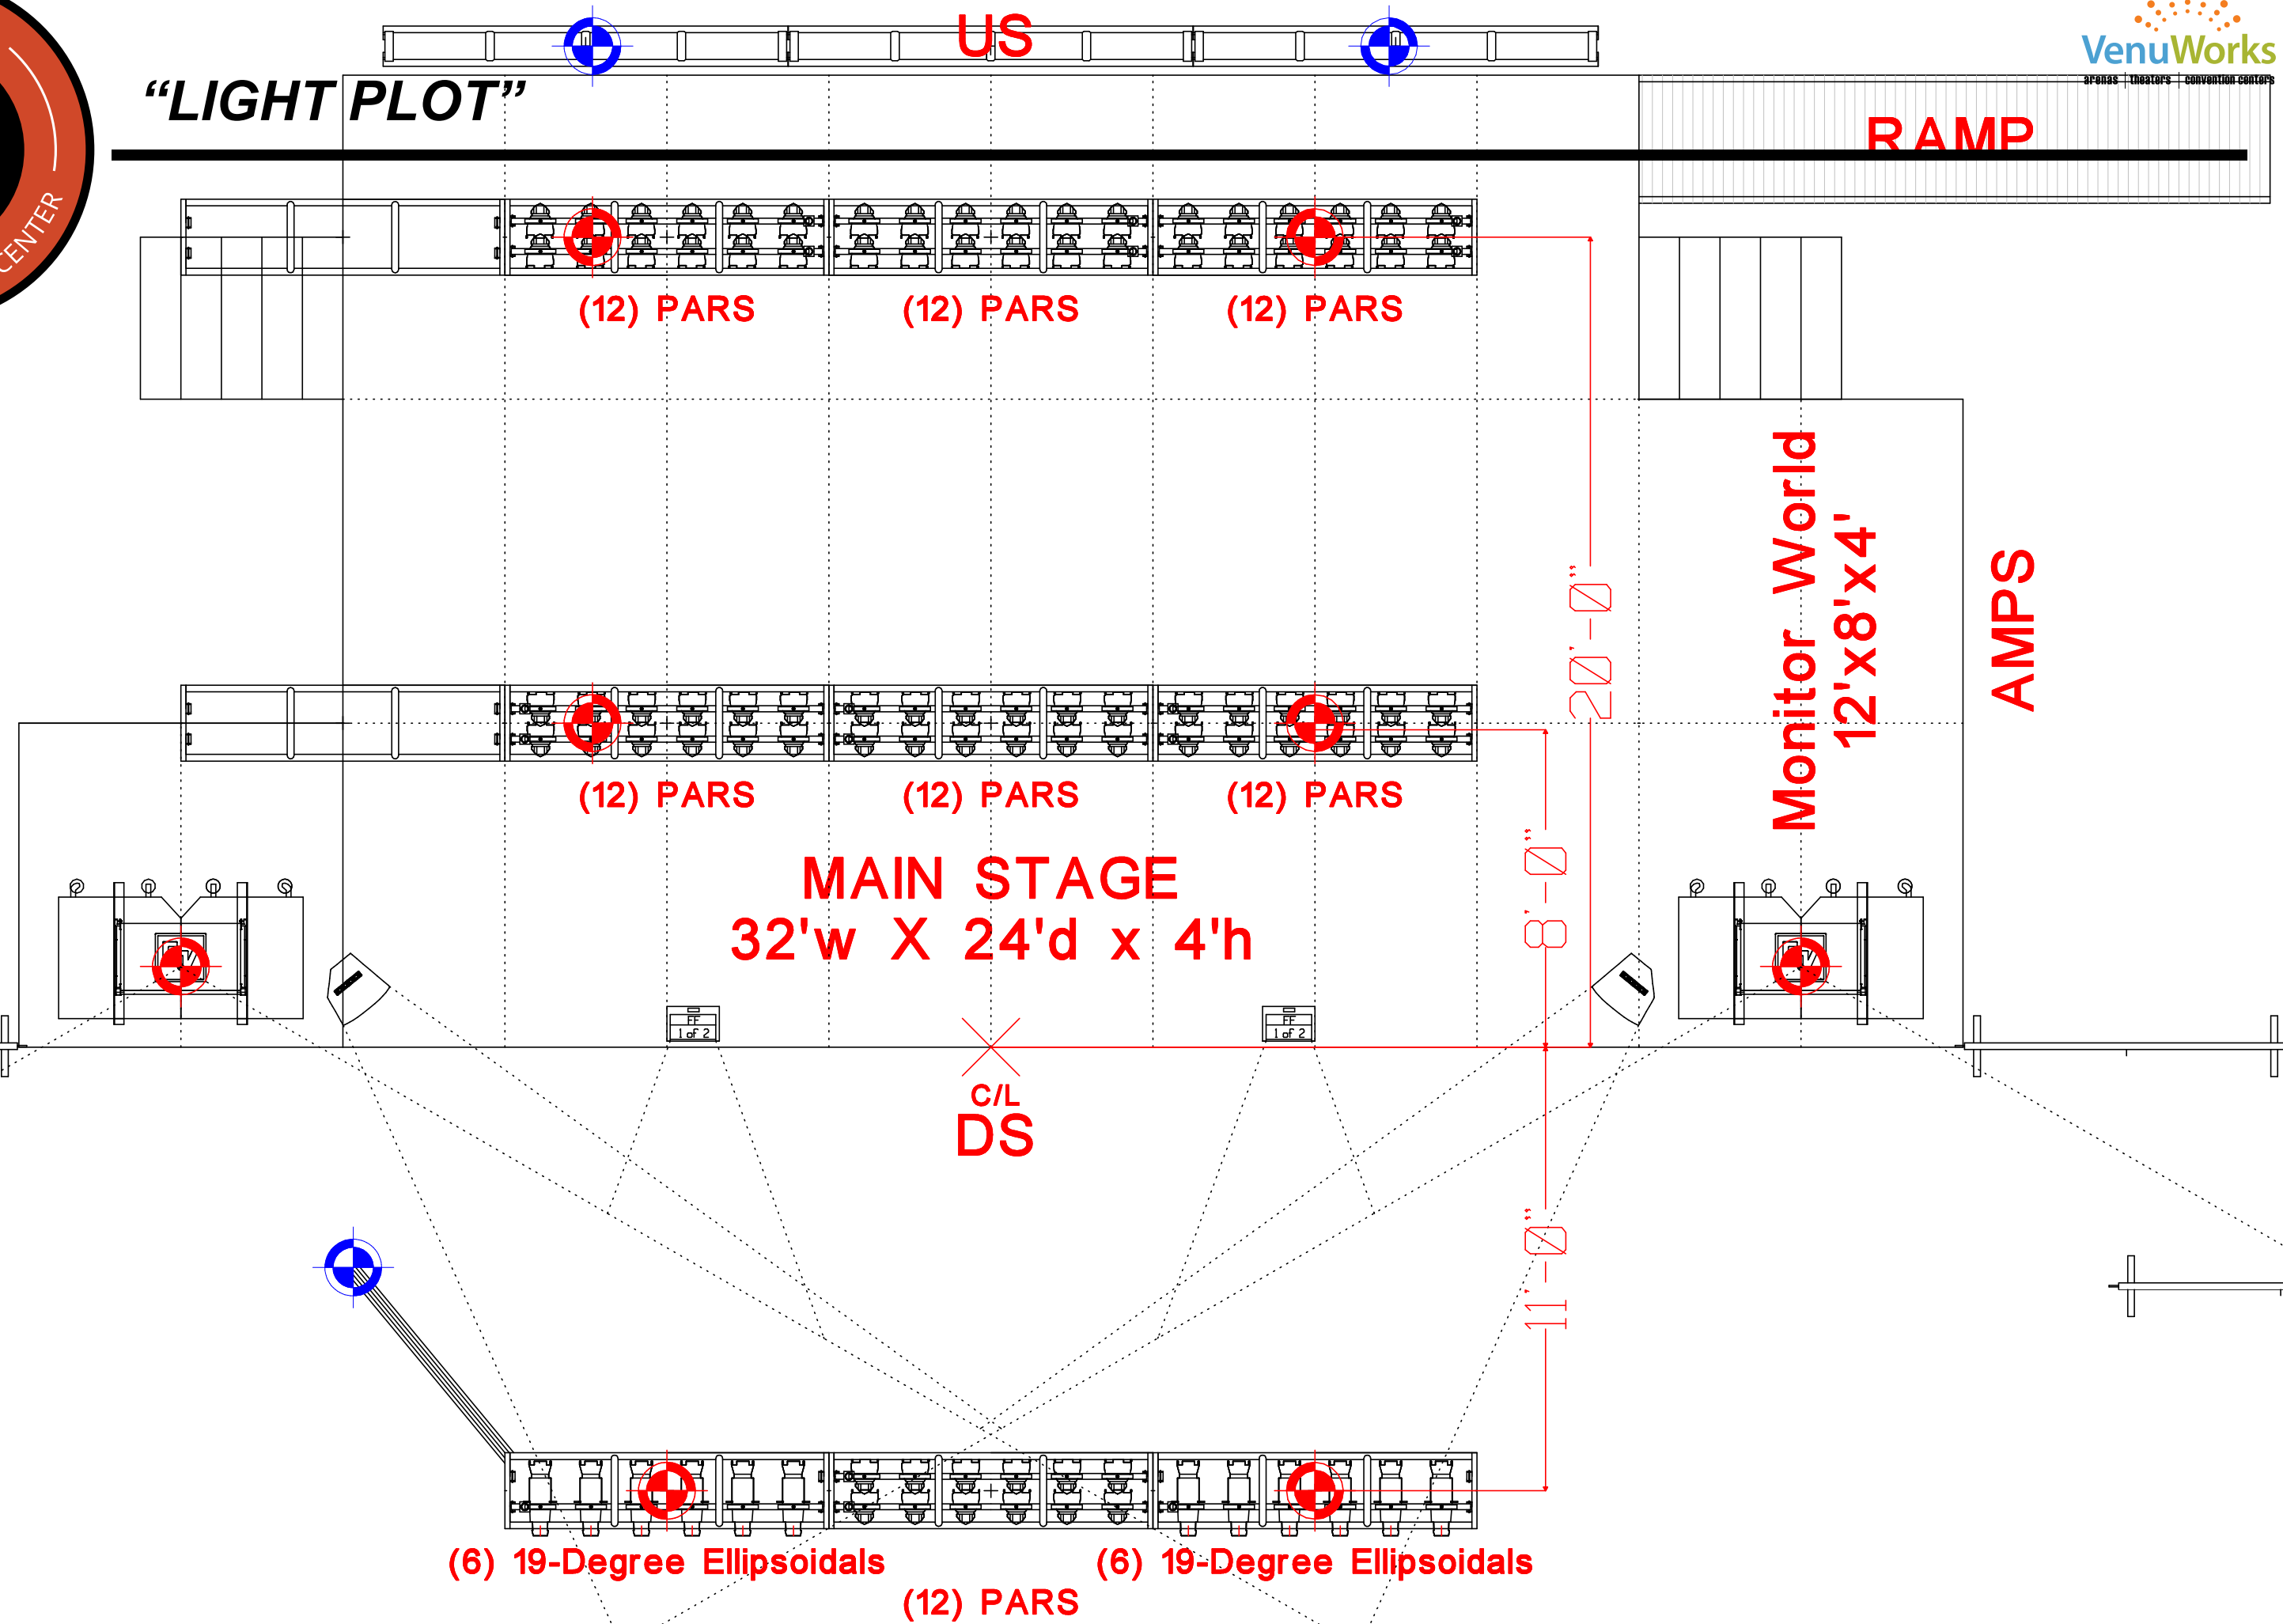 US
VenuWorks
arenas | theaters | convention centers
"LIGHT PLOT"
RAMP
CENTER
(12) PARS
(12) PARS
(12) PARS
20'-0"
Monitor World
12'x8'x4'
AMPS
(12) PARS
(12) PARS
(12) PARS
8'-0"
MAIN STAGE
32'w X 24'd x 4'h
FF
1 of 2
FF
1 of 2
C/L
DS
11'-0"
(6) 19-Degree Ellipsoidals
(6) 19-Degree Ellipsoidals
(12) PARS